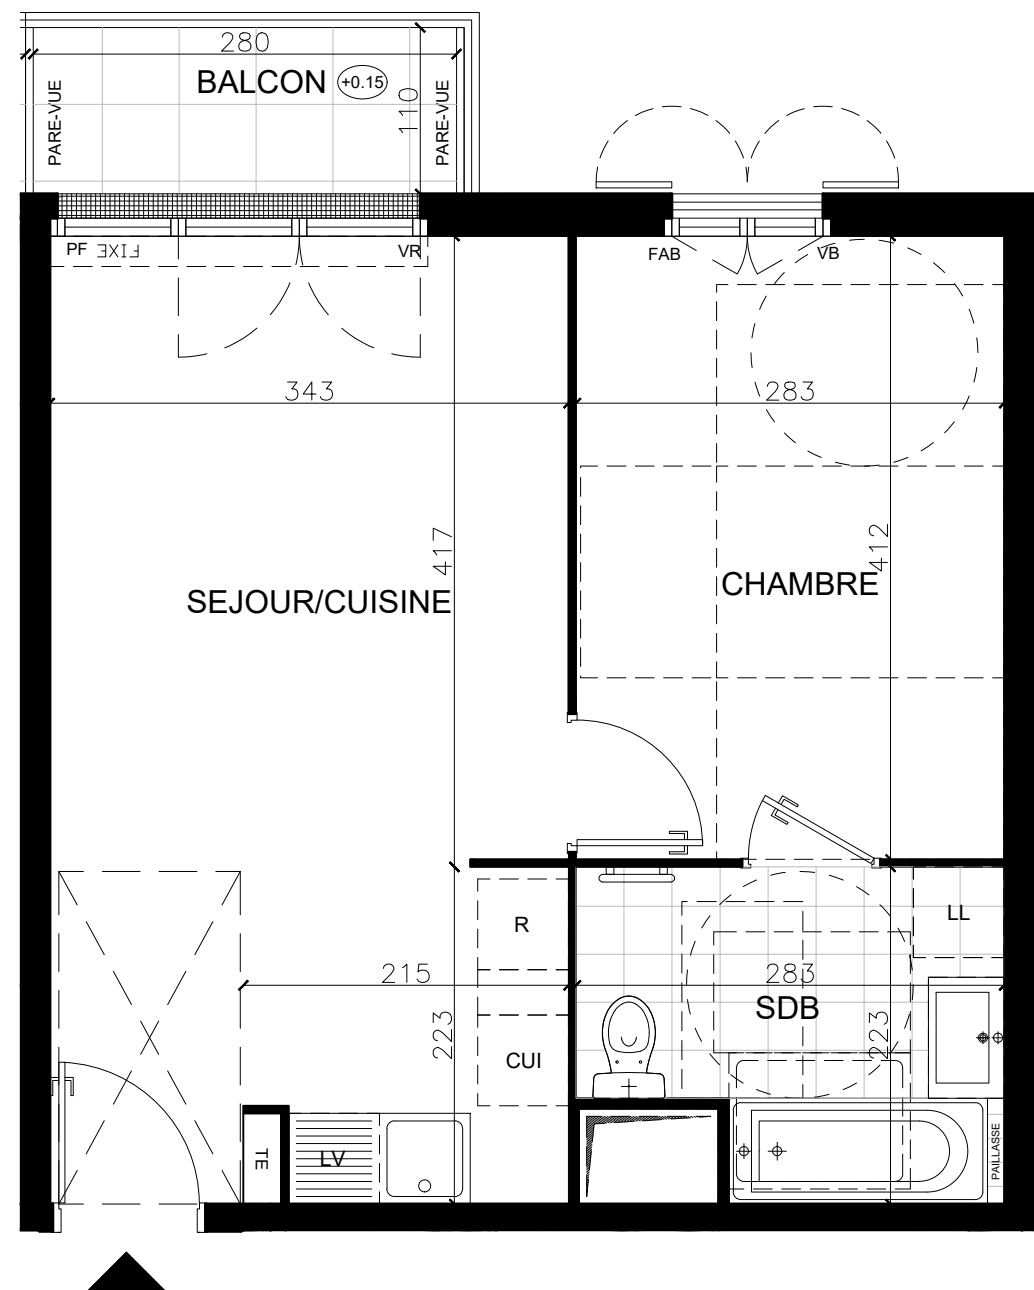 280
BALCON +0.15
110
PARE-VUE
PARE-VUE
PF FIXE
VR
FAB
VB
343
283
417
412
SEJOUR/CUISINE
CHAMBRE
R
LL
215
283
SDB
223
223
CUI
TE
LV
PAILLASSE